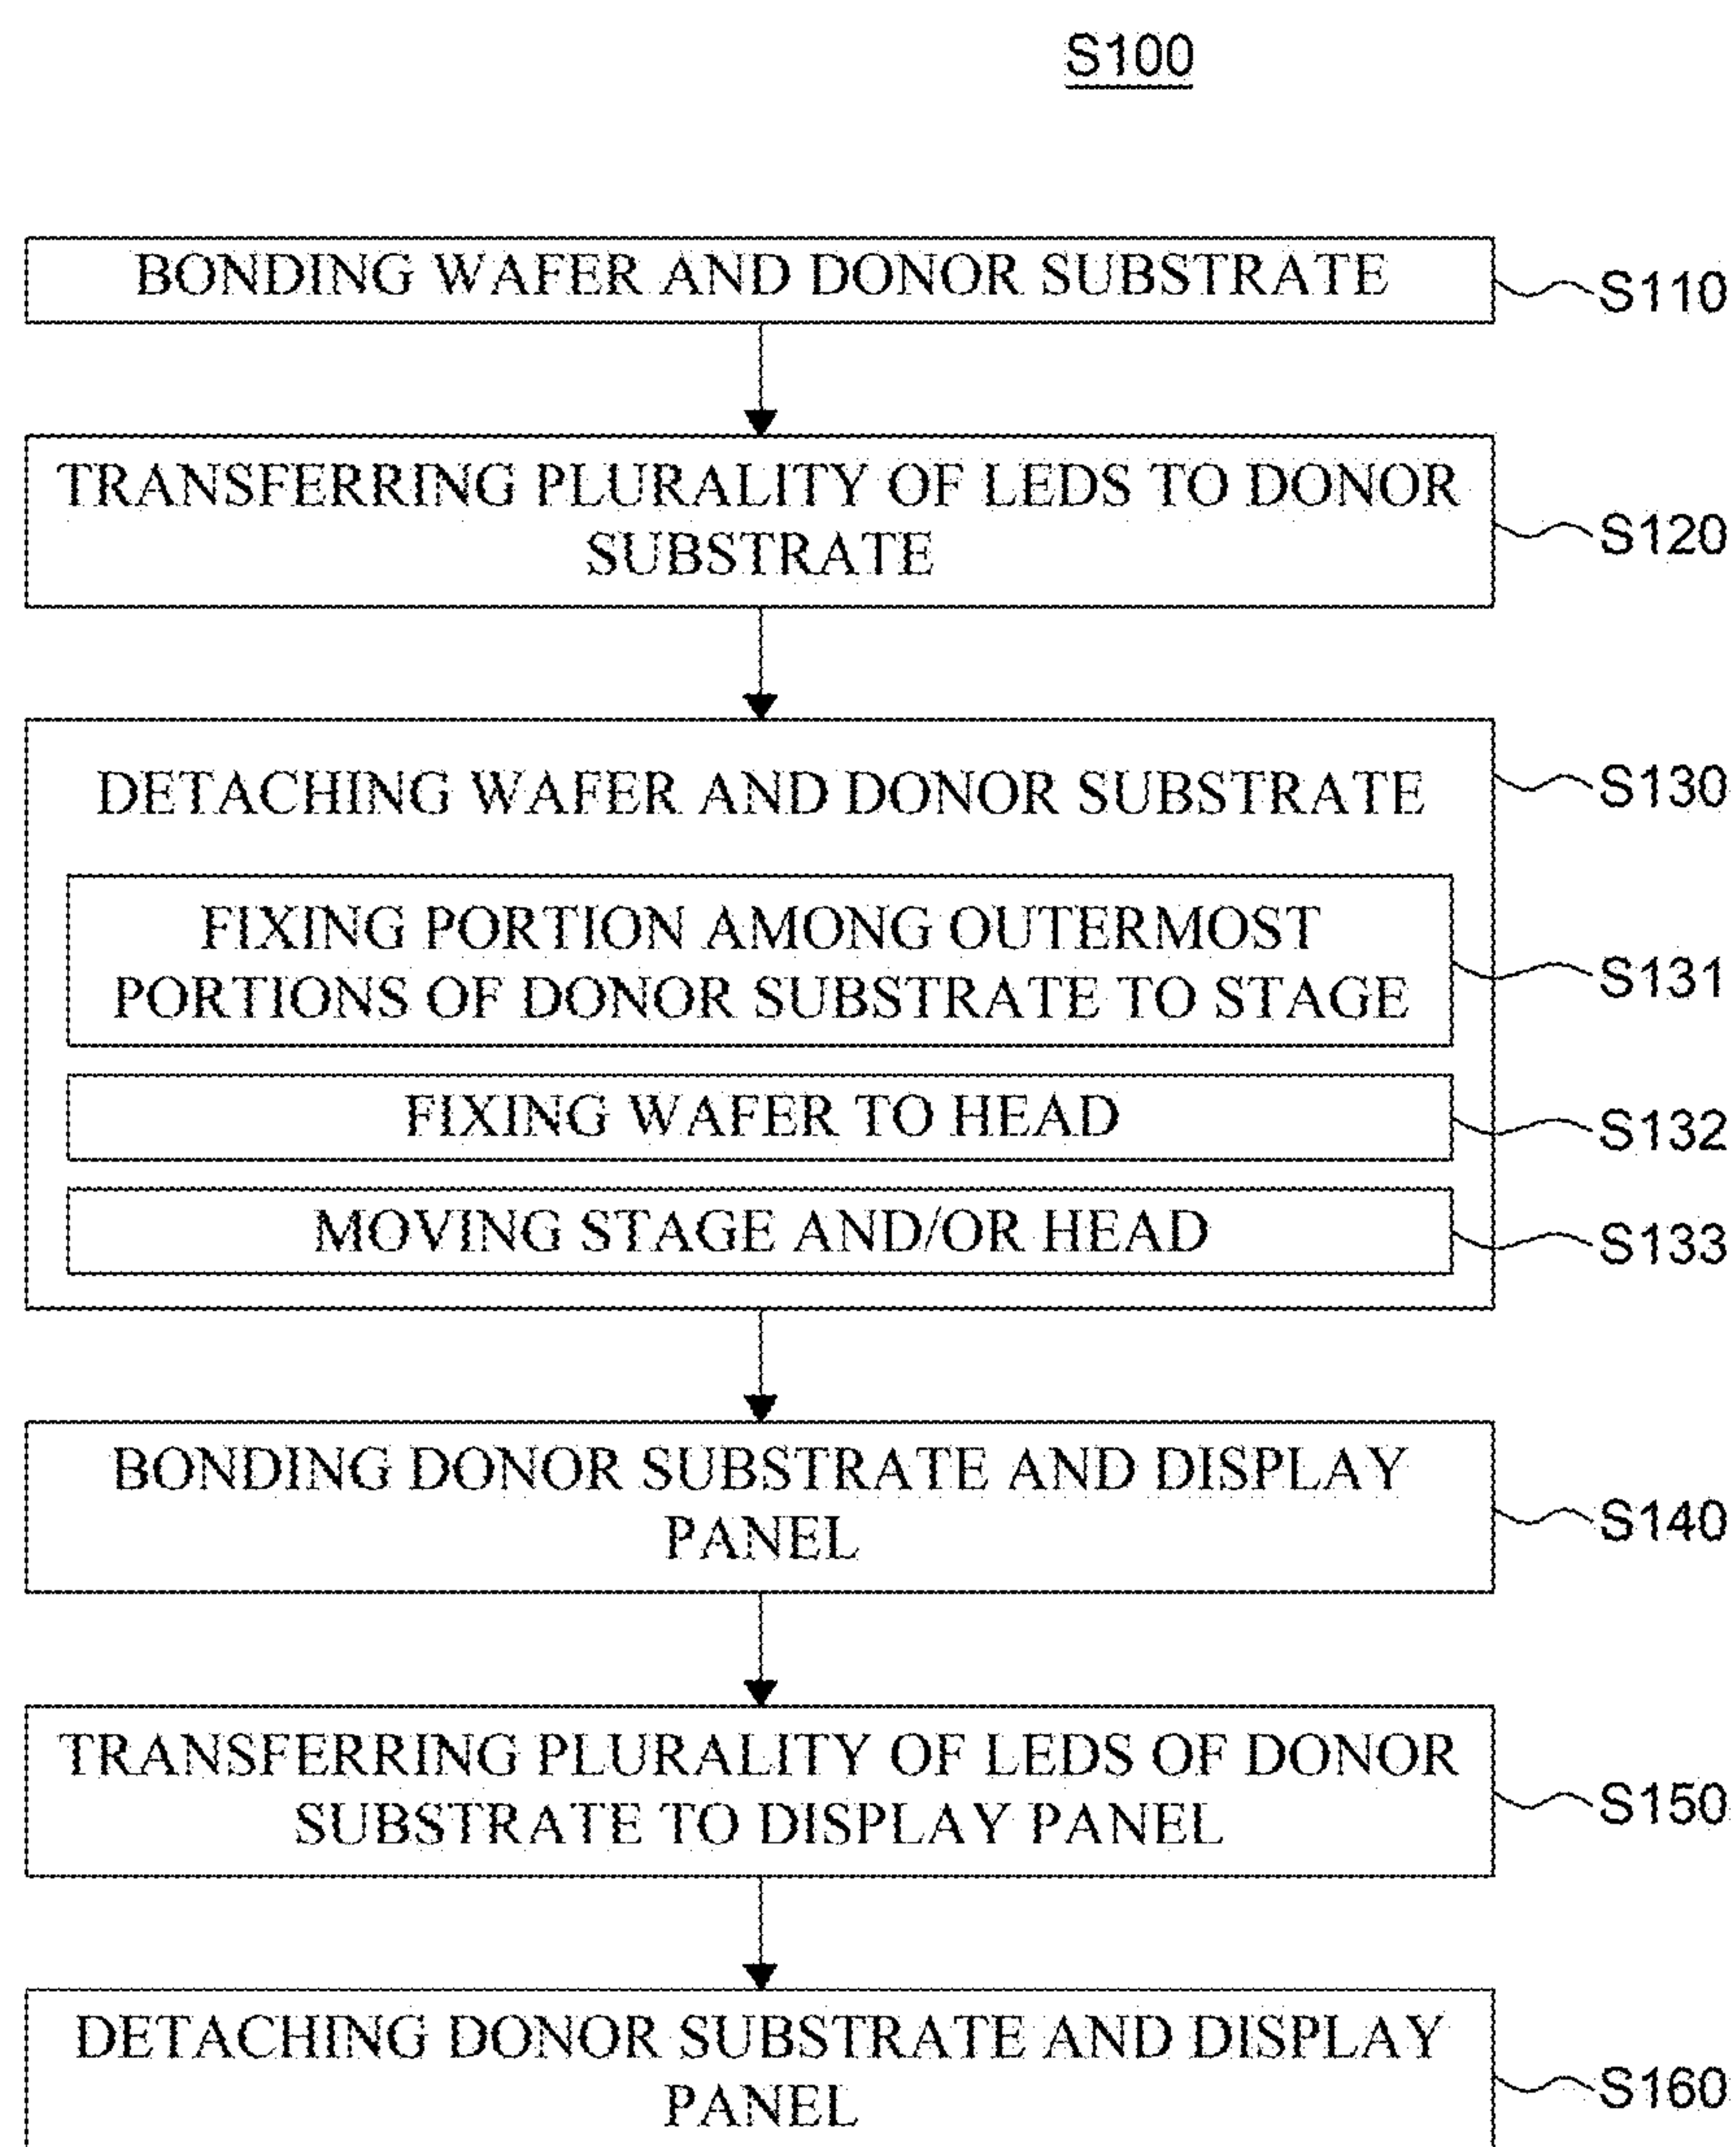 S100
BONDING WAFER AND DONOR SUBSTRATE
S110
TRANSFERRING PLURALITY OF LEDS TO DONOR
SUBSTRATE
S120
DETACHING WAFER AND DONOR SUBSTRATE
S130
FIXING PORTION AMONG OUTERMOST
PORTIONS OF DONOR SUBSTRATE TO STAGE
S131
FIXING WAFER TO HEAD
S132
MOVING STAGE AND/OR HEAD
S133
BONDING DONOR SUBSTRATE AND DISPLAY
PANEL
S140
TRANSFERRING PLURALITY OF LEDS OF DONOR
SUBSTRATE TO DISPLAY PANEL
S150
DETACHING DONOR SUBSTRATE AND DISPLAY
PANEL
S160